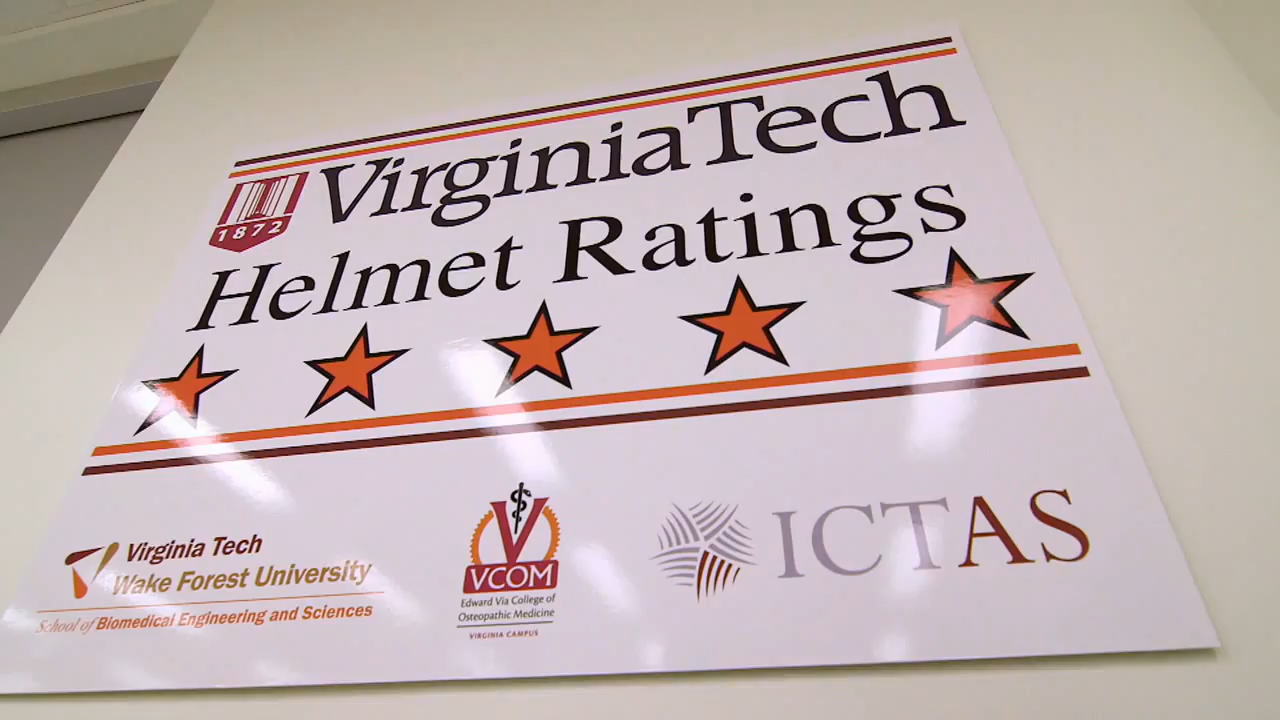 VirginiaTech
1872
Helmet Ratings
Virginia Tech
Wake Forest University
School of Biomedical Engineering and Sciences
V
VCOM
Edward Via College of
Osteopathic Medicine
VIRGINIA CAMPUS
ICTAS